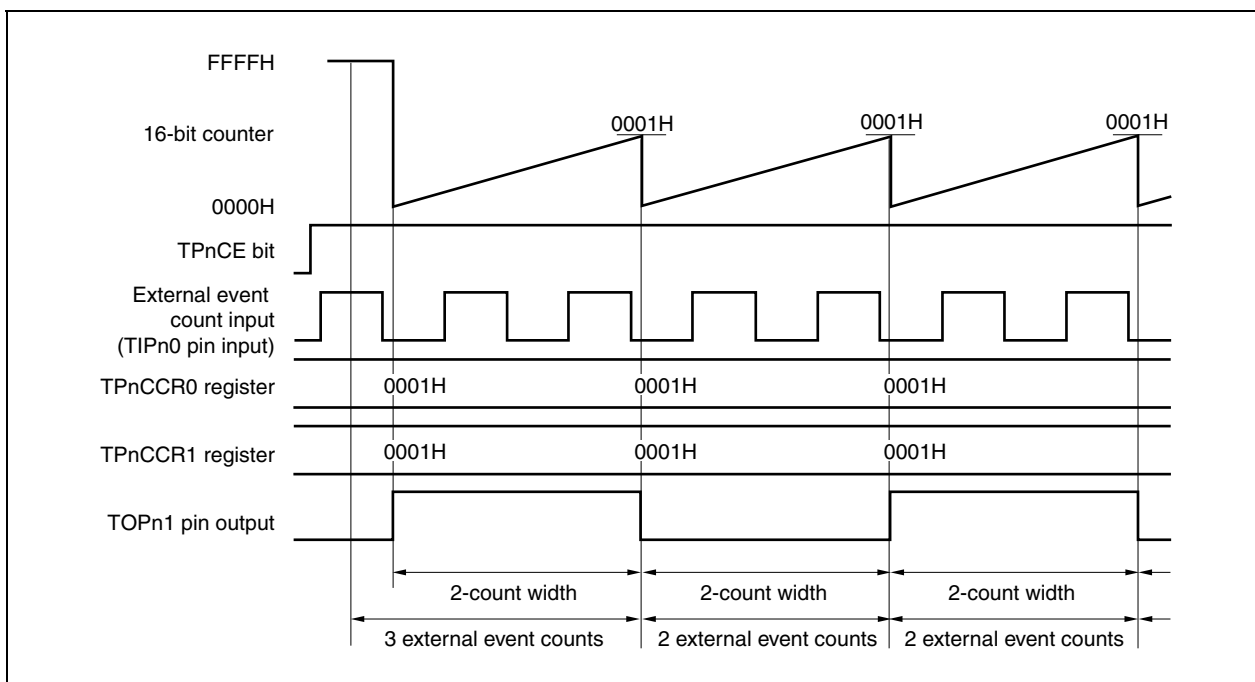 FFFFH
16-bit counter
0001H 0001H 0001H
0000H
TPnCE bit
External event
count input
(TIPn0 pin input)
TPnCCR0 register 0001H 0001H 0001H
TPnCCR1 register 0001H 0001H 0001H
TOPn1 pin output
2-count width 2-count width 2-count width
3 external event counts 2 external event counts 2 external event counts